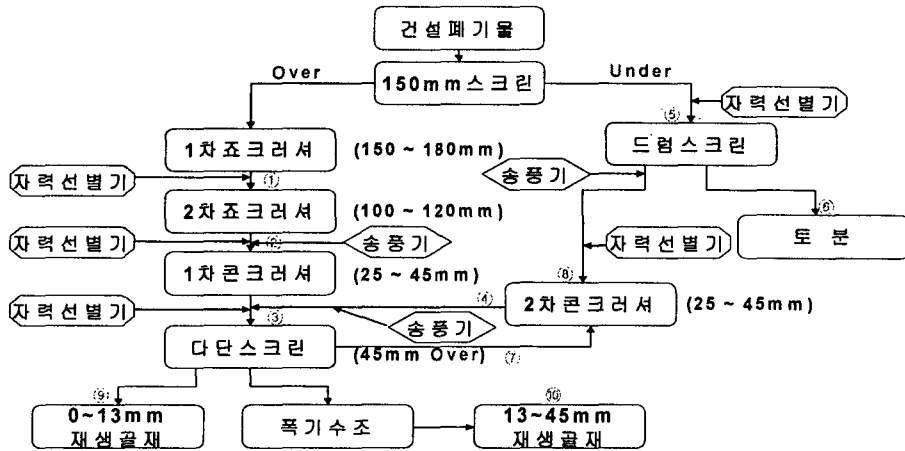 건설폐기물
Over
150mm스크린
Under
자력선별기
⑤
1차죠크러셔
(150 ~ 180mm)
드럼스크린
자력선별기
①
송풍기
2차죠크러셔
(100 ~ 120mm)
⑥
토 분
자력선별기
②
송풍기
자력선별기
1차콘크러셔
(25 ~ 45mm)
⑧
2차콘크러셔
(25 ~ 45mm)
자력선별기
③
④
송풍기
다단스크린
(45mm Over)
⑦
⑨
0~13mm
재생골재
폭기수조
⑩
13~45mm
재생골재